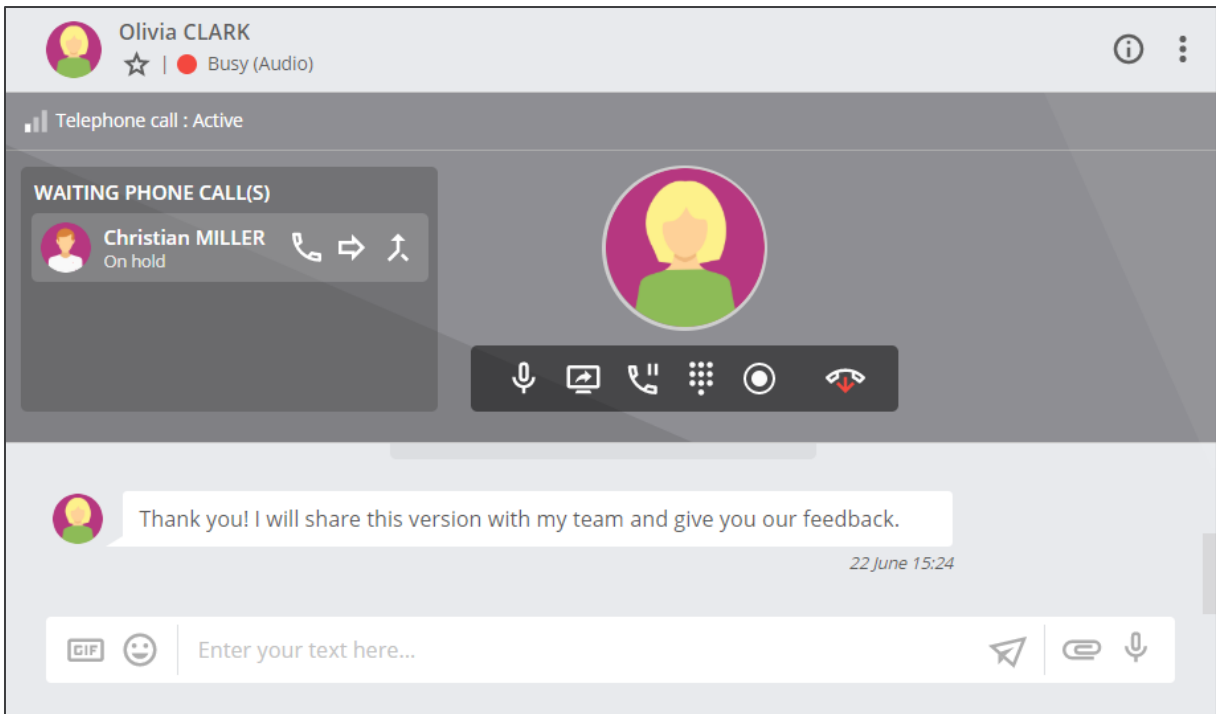 Olivia CLARK
| Busy (Audio)
Telephone call : Active
WAITING PHONE CALL(S)
Christian MILLER
On hold
Thank you! I will share this version with my team and give you our feedback.
22 June 15:24
GIF
Enter your text here...